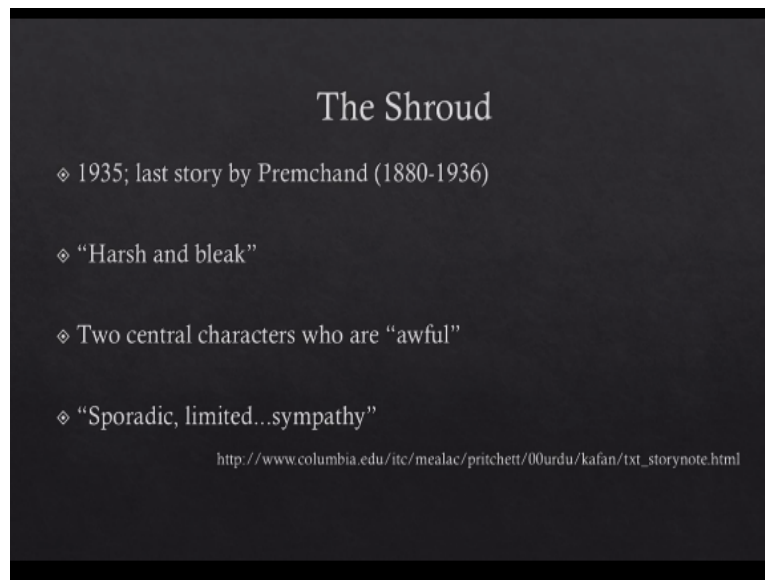 The Shroud
◈ 1935; last story by Premchand (1880-1936)
◈ “Harsh and bleak”
◈ Two central characters who are “awful”
◈ “Sporadic, limited...sympathy”
http://www.columbia.edu/itc/mealac/pritchett/00urdu/kafan/txt_storynote.html